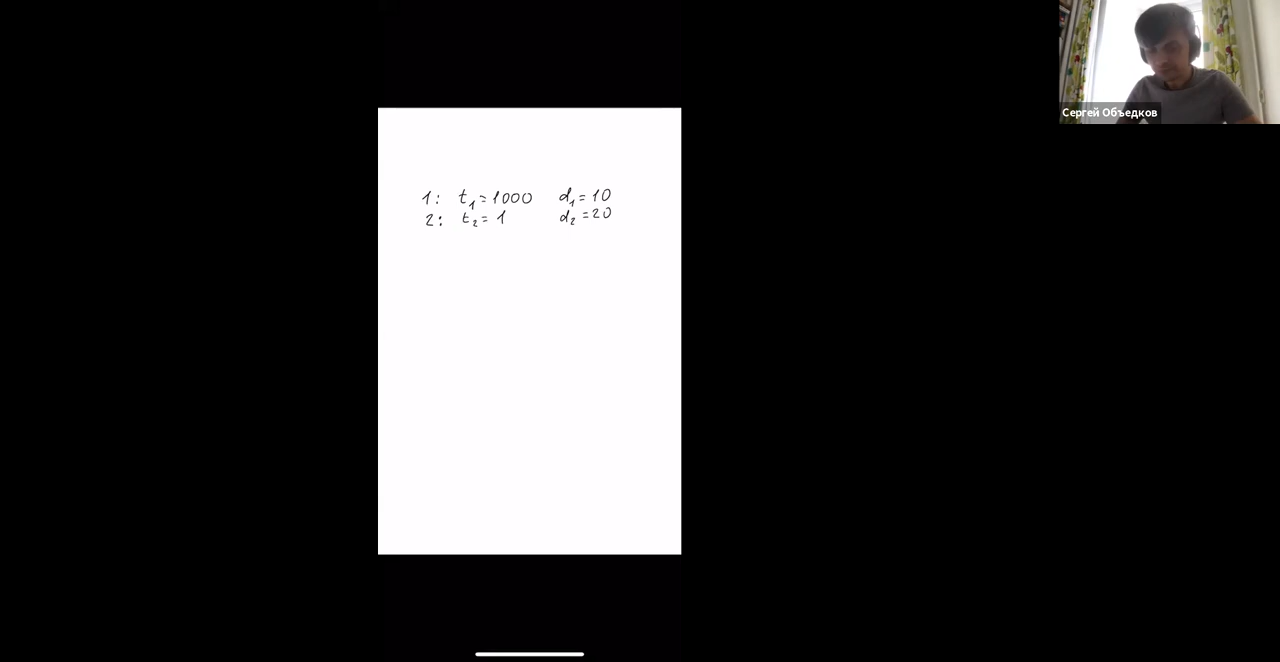 Сергей Объедков
1: t₁ = 1000 d₁ = 10
2: t₂ = 1 d₂ = 20